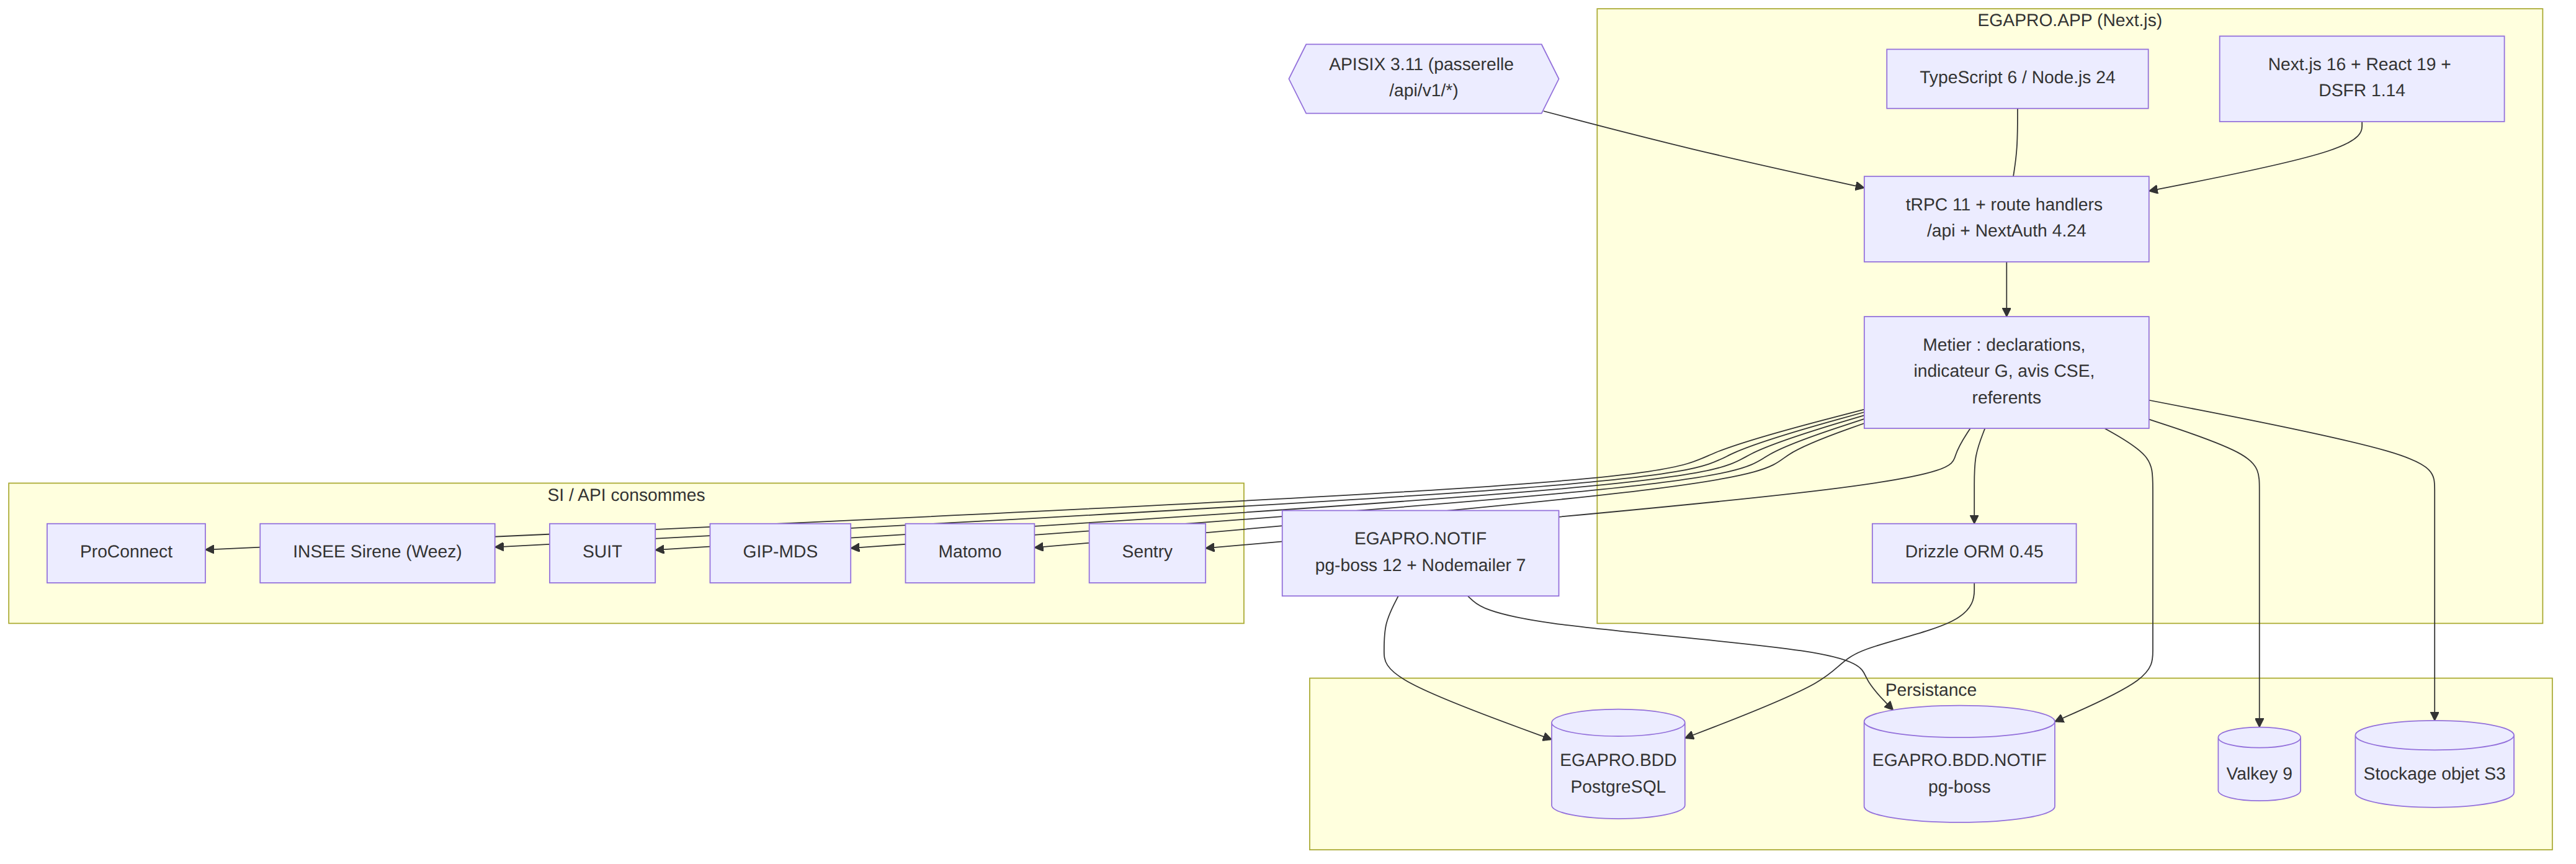 EGAPRO.APP (Next.js)
APISIX 3.11 (passerelle
/api/v1/*)
TypeScript 6 / Node.js 24
Next.js 16 + React 19 +
DSFR 1.14
tRPC 11 + route handlers
/api + NextAuth 4.24
Metier : declarations,
indicateur G, avis CSE,
referents
SI / API consommes
ProConnect
INSEE Sirene (Weez)
SUIT
GIP-MDS
Matomo
Sentry
EGAPRO.NOTIF
pg-boss 12 + Nodemailer 7
Drizzle ORM 0.45
Persistance
EGAPRO.BDD
PostgreSQL
EGAPRO.BDD.NOTIF
pg-boss
Valkey 9
Stockage objet S3